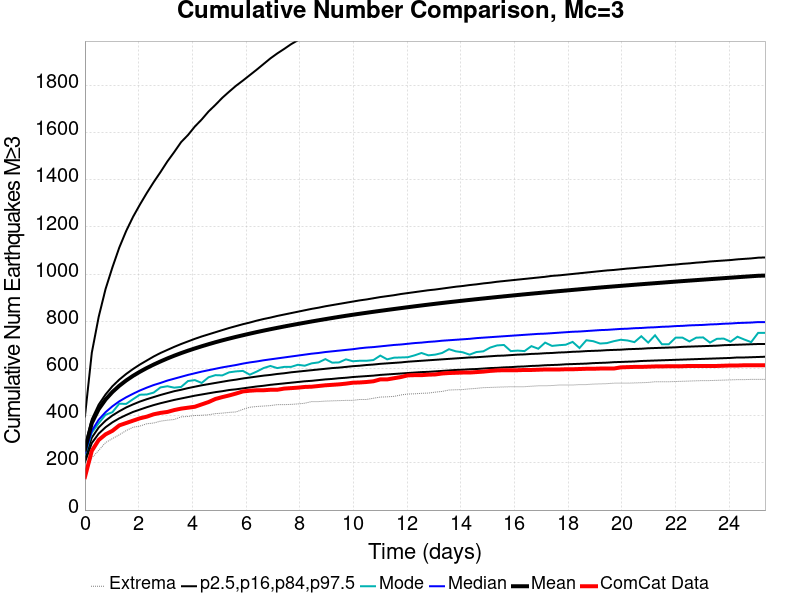 Cumulative Number Comparison, Mc=3
Cumulative Num Earthquakes M≥3
1800
1600
1400
1200
1000
800
600
400
200
0
0 2 4 6 8 10 12 14 16 18 20 22 24
Time (days)
Extrema p2.5,p16,p84,p97.5 Mode Median Mean ComCat Data